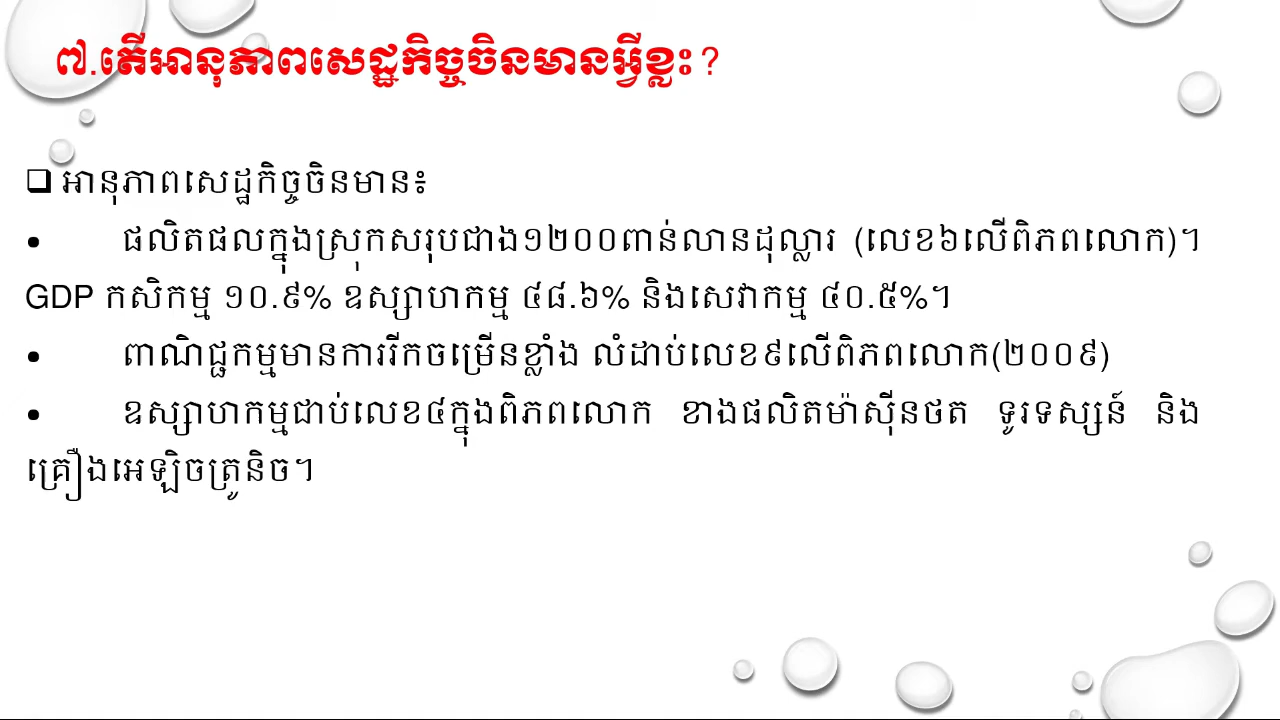 ៧.តើអានុភាពសេដ្ឋកិច្ចចិនមានអ្វីខ្លះ?
❑ អានុភាពសេដ្ឋកិច្ចចិនមាន៖
• ផលិតផលក្នុងស្រុកសរុបជាង១២០០ពាន់លានដុល្លារ (លេខ៦លើពិភពលោក)។
GDP កសិកម្ម ១០.៩% ឧស្សាហកម្ម ៤៨.៦% និងសេវាកម្ម ៤០.៥%។
• ពាណិជ្ជកម្មមានការរីកចម្រើនខ្លាំង លំដាប់លេខ៩លើពិភពលោក(២០០៩)
• ឧស្សាហកម្មជាប់លេខ៤ក្នុងពិភពលោក ខាងផលិតម៉ាស៊ីនថត ទូរទស្សន៍ និង
គ្រឿងអេឡិចត្រូនិច។